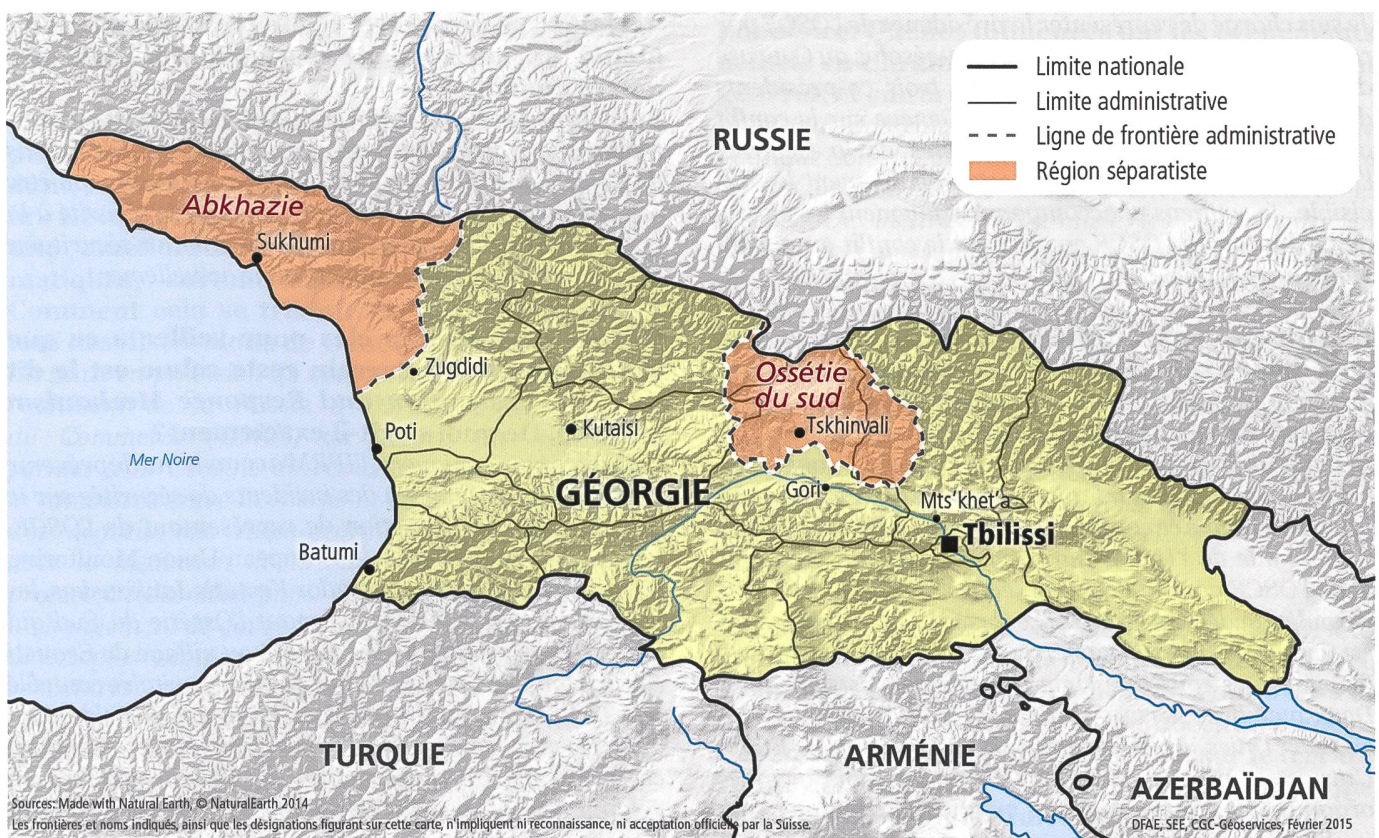 Limite nationale
Limite administrative
Ligne de frontière administrative
Région séparatiste
RUSSIE
Abkhazie
Sukhumi
Zugdidi
Ossétie
du sud
Tskhinvali
Poti
Kutaisi
Mer Noire
GÉORGIE
Gori
Mts'khet'a
Tbilissi
Batumi
TURQUIE
ARMÉNIE
AZERBAÏDJAN
Sources: Made with Natural Earth, © NaturalEarth 2014
Les frontières et noms indiqués, ainsi que les désignations figurant sur cette carte, n'impliquent ni reconnaissance, ni acceptation officielle par la Suisse.
DFAE, SEE, CGC-Géoservices, Février 2015